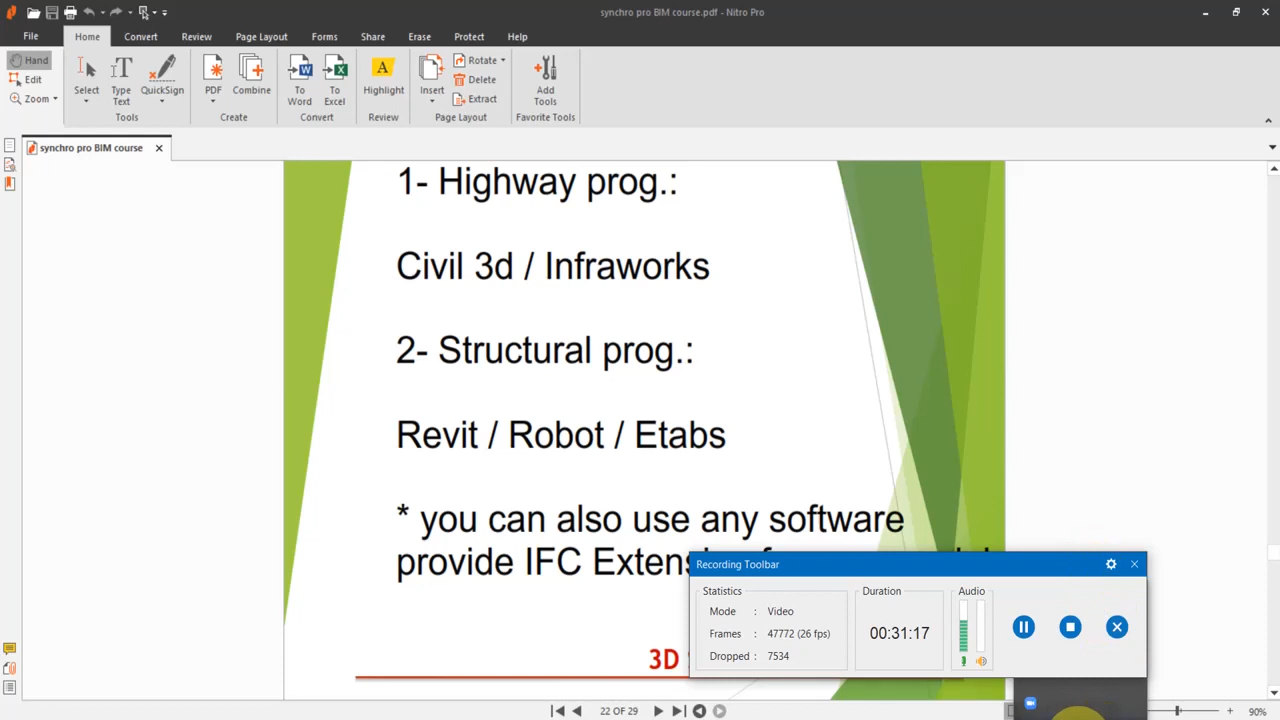 synchro pro BIM course.pdf - Nitro Pro
File Home Convert Review Page Layout Forms Share Erase Protect Help
Hand
Edit
Zoom
Select
Type Text
QuickSign
Tools
PDF
Combine
Create
To Word
To Excel
Convert
A
Highlight
Review
Insert
Rotate
Delete
Extract
Page Layout
Add Tools
Favorite Tools
synchro pro BIM course
1- Highway prog.:
Civil 3d / Infraworks
2- Structural prog.:
Revit / Robot / Etabs
* you can also use any software
provide IFC
3D
Recording Toolbar
Statistics
Mode : Video
Frames : 47772 (26 fps)
Dropped : 7534
Duration
00:31:17
Audio
22 OF 29
90%